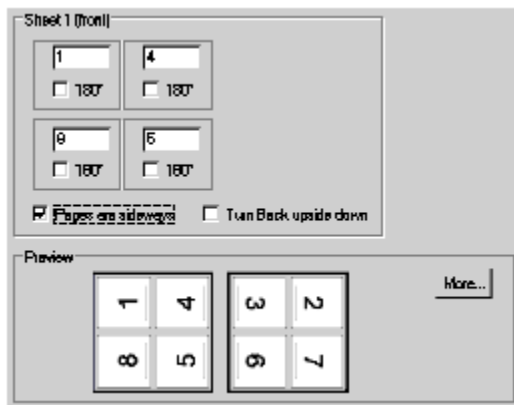 Sheet 1 (front)
1 4
180° 180°
8 5
180° 180°
Pages are sideways Turn Back upside down
Preview
More...
1 4 3 2
8 5 6 7